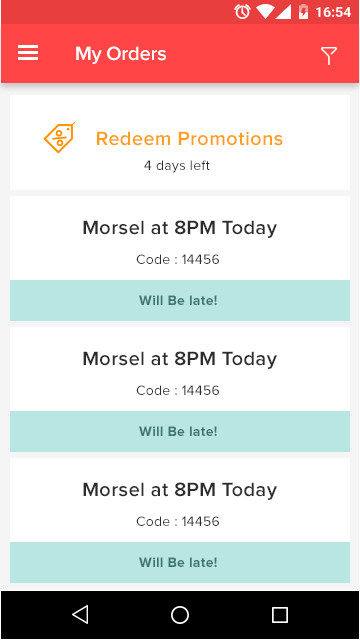 16:54
My Orders
Redeem Promotions
4 days left
Morsel at 8PM Today
Code : 14456
Will Be late!
Morsel at 8PM Today
Code : 14456
Will Be late!
Morsel at 8PM Today
Code : 14456
Will Be late!